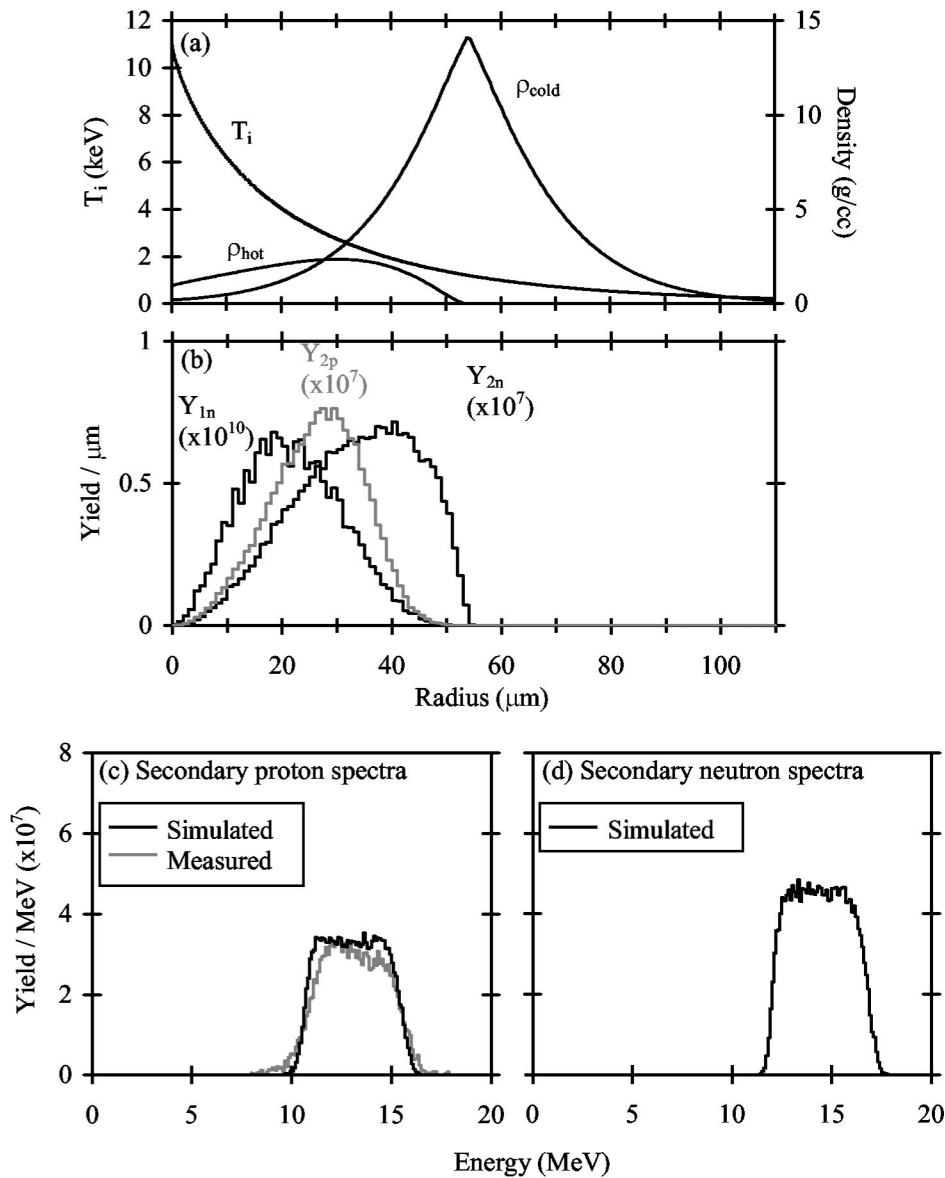 (a)
12
10
8
6
4
2
0
T_i (keV)
15
10
5
0
Density (g/cc)
T_i
ρ_hot
ρ_cold
(b)
1
0.5
0
Yield / μm
Y_1n
(x10^10)
Y_2p
(x10^7)
Y_2n
(x10^7)
0 20 40 60 80 100
Radius (μm)
(c) Secondary proton spectra
Simulated
Measured
(d) Secondary neutron spectra
Simulated
8
6
4
2
0
Yield / MeV (x10^7)
0 5 10 15 20
0 5 10 15 20
Energy (MeV)